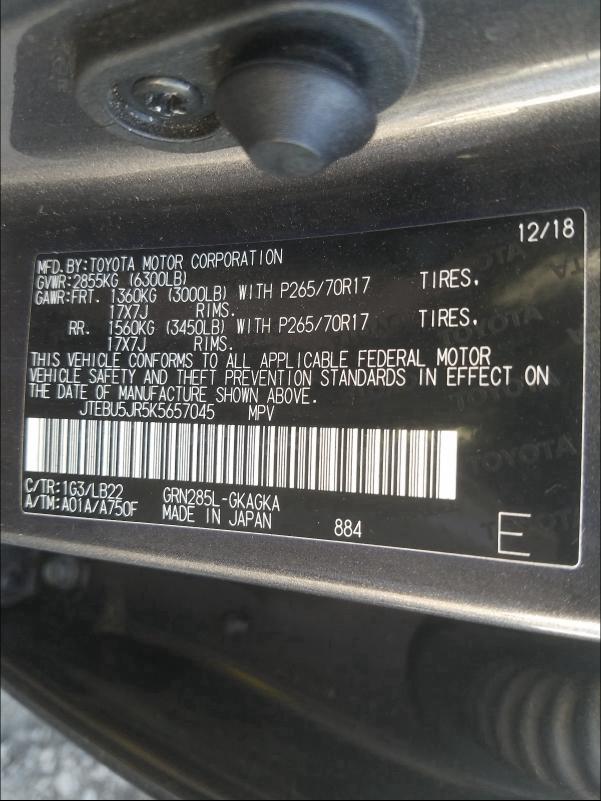 12/18
MFD. BY:TOYOTA MOTOR CORPORATION
GVWR:2855KG (6300LB)
GAWR:FRT. 1360KG (3000LB) WITH P265/70R17 TIRES.
17X7J RIMS.
RR. 1560KG (3450LB) WITH P265/70R17 TIRES.
17X7J RIMS.
THIS VEHICLE CONFORMS TO ALL APPLICABLE FEDERAL MOTOR
VEHICLE SAFETY AND THEFT PREVENTION STANDARDS IN EFFECT ON
THE DATE OF MANUFACTURE SHOWN ABOVE.
JTEBU5JR5K5657045 MPV
C/TR:1G3/LB22 GRN285L-GKAGKA
A/TM:A01A/A750F MADE IN JAPAN 884
E